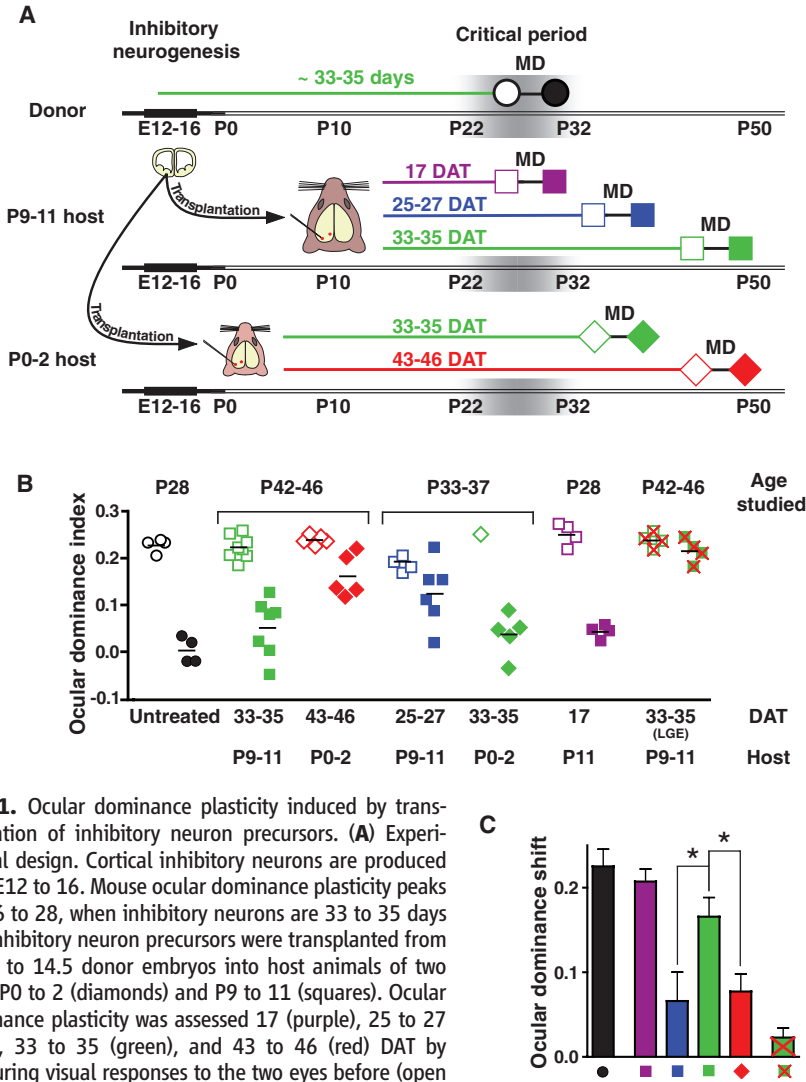 A
Inhibitory
neurogenesis
Critical period
MD
~ 33-35 days
Donor
E12-16 P0 P10 P22 P32 P50
Transplantation
17 DAT MD
P9-11 host
25-27 DAT MD
33-35 DAT MD
E12-16 P0 P10 P22 P32 P50
Transplantation
33-35 DAT MD
P0-2 host
43-46 DAT MD
E12-16 P0 P10 P22 P32 P50
B
P28 P42-46 P33-37 P28 P42-46 Age
studied
Ocular dominance index
0.3
0.2
0.1
0.0
-0.1
Untreated 33-35 43-46 25-27 33-35 17 33-35 DAT
(LGE)
P9-11 P0-2 P9-11 P0-2 P11 P9-11 Host
1. Ocular dominance plasticity induced by trans-
ation of inhibitory neuron precursors. (A) Experi-
al design. Cortical inhibitory neurons are produced
E12 to 16. Mouse ocular dominance plasticity peaks
6 to 28, when inhibitory neurons are 33 to 35 days
nhibitory neuron precursors were transplanted from
to 14.5 donor embryos into host animals of two
P0 to 2 (diamonds) and P9 to 11 (squares). Ocular
nance plasticity was assessed 17 (purple), 25 to 27
, 33 to 35 (green), and 43 to 46 (red) DAT by
uring visual responses to the two eyes before (open
C
Ocular dominance shift
0.2
0.1
0.0
* *